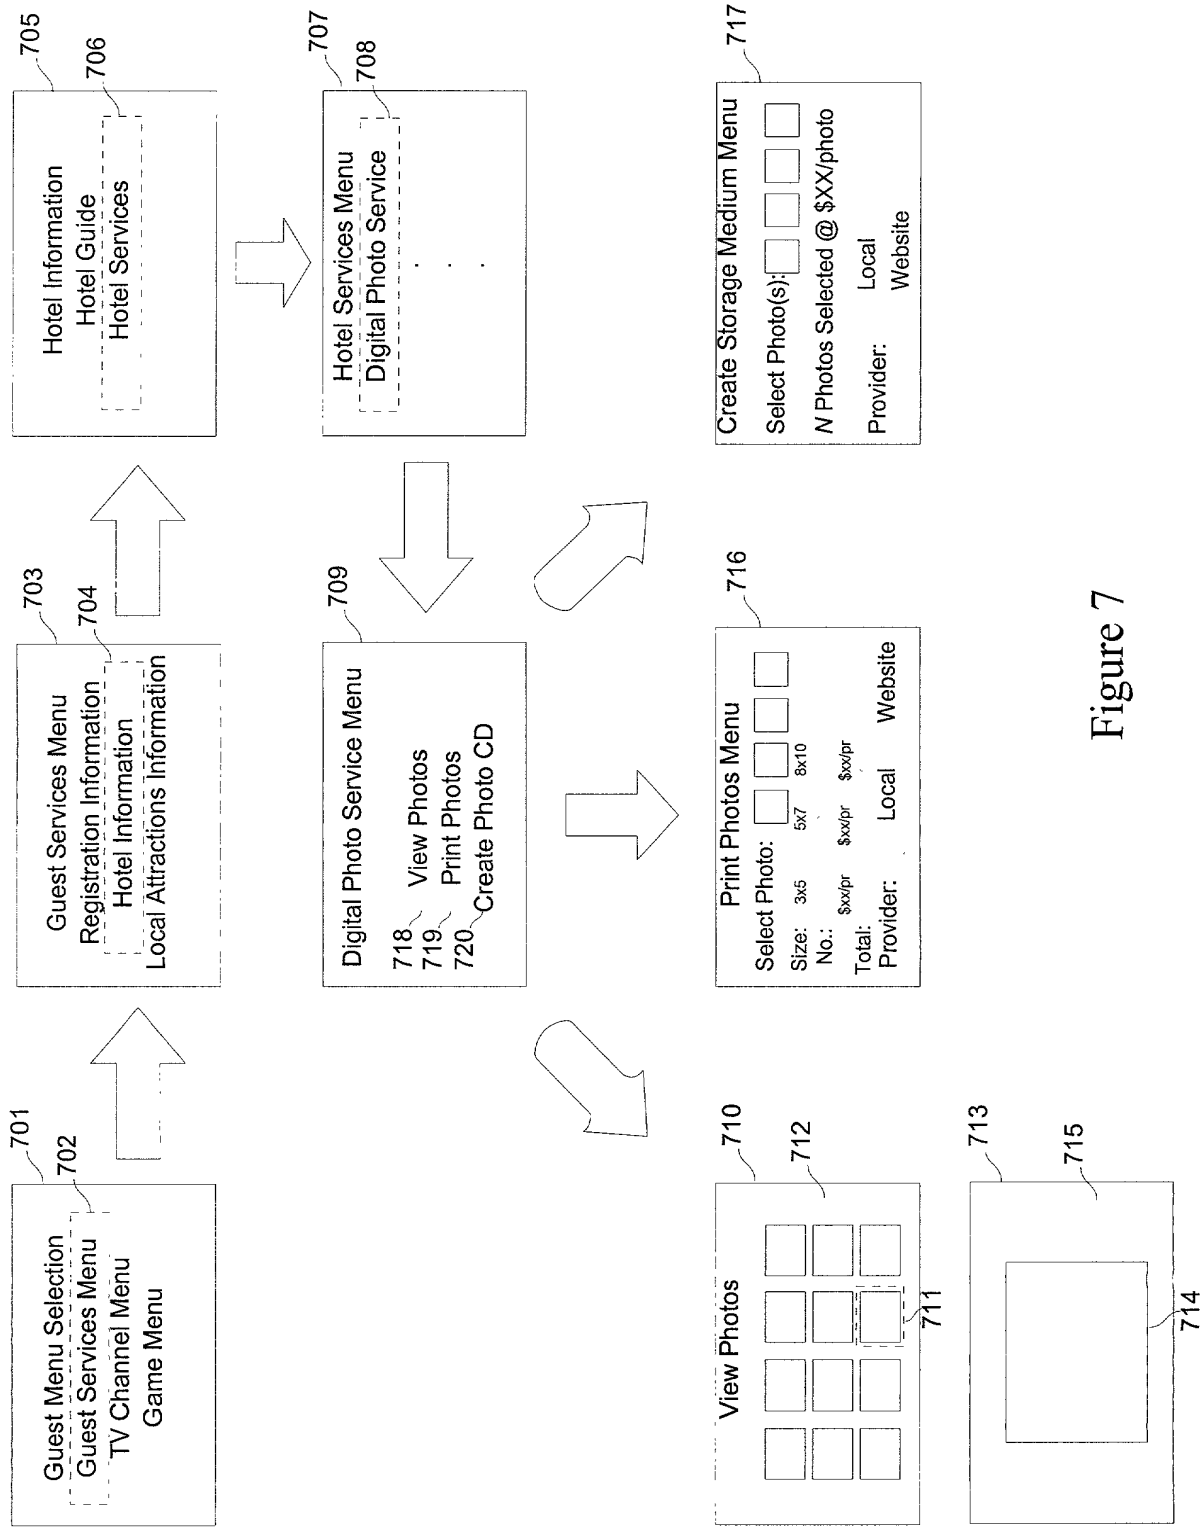 701
702
Guest Menu Selection
Guest Services Menu
TV Channel Menu
Game Menu
703
704
Guest Services Menu
Registration Information
Hotel Information
Local Attractions Information
705
706
Hotel Information
Hotel Guide
Hotel Services
707
708
Hotel Services Menu
Digital Photo Service
. . .
709
Digital Photo Service Menu
718 View Photos
719 Print Photos
720 Create Photo CD
710
712
View Photos
711
713
715
714
716
Print Photos Menu
Select Photo:
Size: 3x5 5x7 8x10
No.:
$xx/pr $xx/pr $xx/pr
Total:
Provider: Local Website
717
Create Storage Medium Menu
Select Photo(s):
N Photos Selected @ $XX/photo
Provider: Local
Website
Figure 7